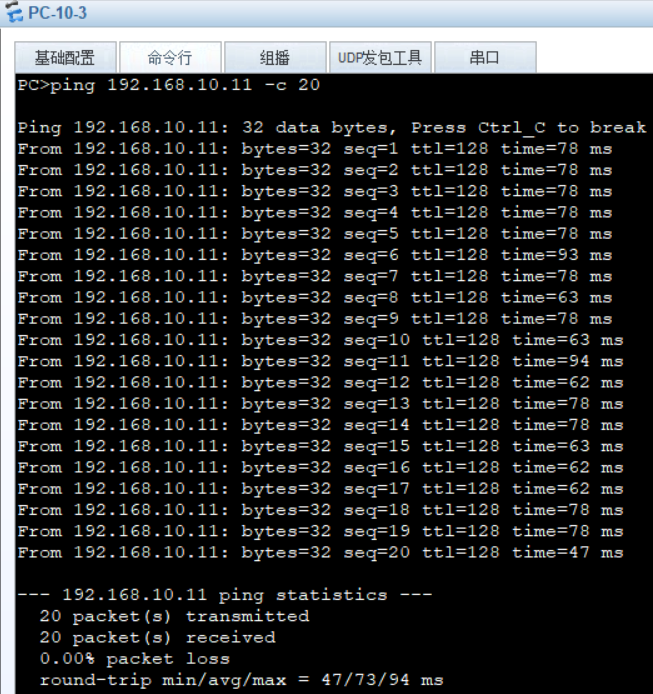 PC-10-3
基础配置 命令行 组播 UDP发包工具 串口
PC>ping 192.168.10.11 -c 20
Ping 192.168.10.11: 32 data bytes, Press Ctrl_C to break
From 192.168.10.11: bytes=32 seq=1 ttl=128 time=78 ms
From 192.168.10.11: bytes=32 seq=2 ttl=128 time=78 ms
From 192.168.10.11: bytes=32 seq=3 ttl=128 time=78 ms
From 192.168.10.11: bytes=32 seq=4 ttl=128 time=78 ms
From 192.168.10.11: bytes=32 seq=5 ttl=128 time=78 ms
From 192.168.10.11: bytes=32 seq=6 ttl=128 time=93 ms
From 192.168.10.11: bytes=32 seq=7 ttl=128 time=78 ms
From 192.168.10.11: bytes=32 seq=8 ttl=128 time=63 ms
From 192.168.10.11: bytes=32 seq=9 ttl=128 time=78 ms
From 192.168.10.11: bytes=32 seq=10 ttl=128 time=63 ms
From 192.168.10.11: bytes=32 seq=11 ttl=128 time=94 ms
From 192.168.10.11: bytes=32 seq=12 ttl=128 time=62 ms
From 192.168.10.11: bytes=32 seq=13 ttl=128 time=78 ms
From 192.168.10.11: bytes=32 seq=14 ttl=128 time=78 ms
From 192.168.10.11: bytes=32 seq=15 ttl=128 time=63 ms
From 192.168.10.11: bytes=32 seq=16 ttl=128 time=62 ms
From 192.168.10.11: bytes=32 seq=17 ttl=128 time=62 ms
From 192.168.10.11: bytes=32 seq=18 ttl=128 time=78 ms
From 192.168.10.11: bytes=32 seq=19 ttl=128 time=78 ms
From 192.168.10.11: bytes=32 seq=20 ttl=128 time=47 ms
--- 192.168.10.11 ping statistics ---
20 packet(s) transmitted
20 packet(s) received
0.00% packet loss
round-trip min/avg/max = 47/73/94 ms